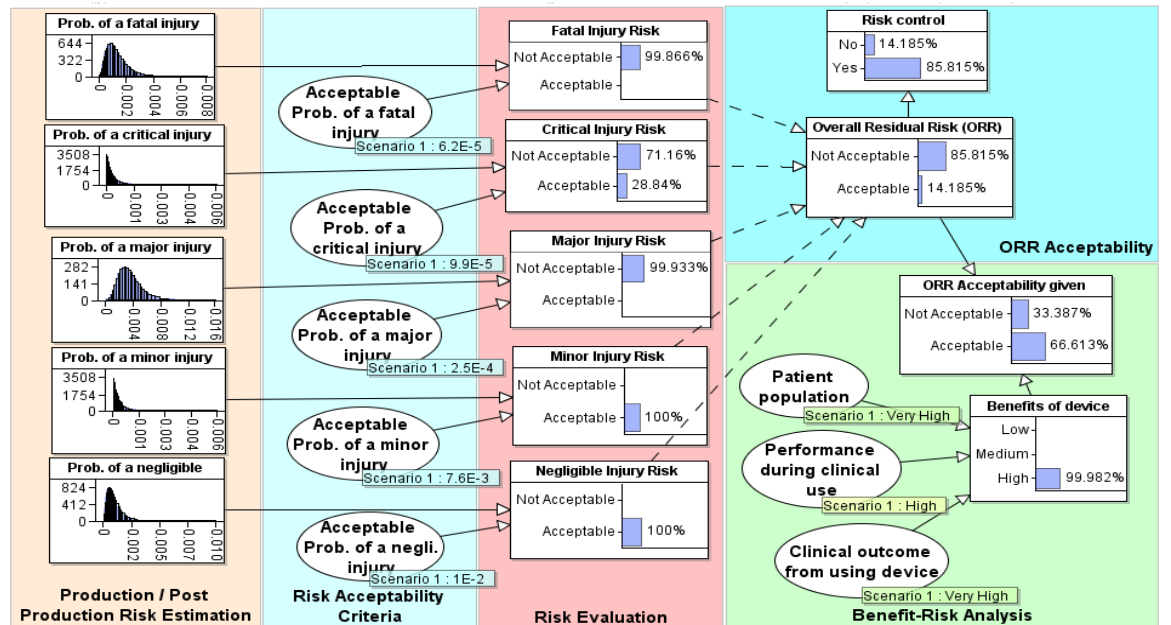 Prob. of a fatal injury
644
322
0
0
0.002
0.004
0.006
0.008
Prob. of a critical injury
3508
1754
0
0
0.001
0.003
0.004
0.006
Prob. of a major injury
282
141
0
0
0.004
0.008
0.012
0.016
Prob. of a minor injury
3508
1754
0
0
0.001
0.003
0.004
0.006
Prob. of a negligible
824
412
0
0
0.002
0.005
0.007
0.010
Production / Post
Production Risk Estimation
Acceptable
Prob. of a fatal
injury
Scenario 1 : 6.2E-5
Acceptable
Prob. of a
critical injury
Scenario 1 : 9.9E-5
Acceptable
Prob. of a major
injury
Scenario 1 : 2.5E-4
Acceptable
Prob. of a minor
injury
Scenario 1 : 7.6E-3
Acceptable
Prob. of a negli.
injury
Scenario 1 : 1E-2
Risk Acceptability
Criteria
Fatal Injury Risk
Not Acceptable 99.866%
Acceptable
Critical Injury Risk
Not Acceptable 71.16%
Acceptable 28.84%
Major Injury Risk
Not Acceptable 99.933%
Acceptable
Minor Injury Risk
Not Acceptable
Acceptable 100%
Negligible Injury Risk
Not Acceptable
Acceptable 100%
Risk Evaluation
Risk control
No 14.185%
Yes 85.815%
Overall Residual Risk (ORR)
Not Acceptable 85.815%
Acceptable 14.185%
ORR Acceptability
ORR Acceptability given
Not Acceptable 33.387%
Acceptable 66.613%
Patient
population
Scenario 1 : Very High
Performance
during clinical
use
Scenario 1 : High
Clinical outcome
from using device
Scenario 1 : Very High
Benefits of device
Low
Medium
High 99.982%
Benefit-Risk Analysis